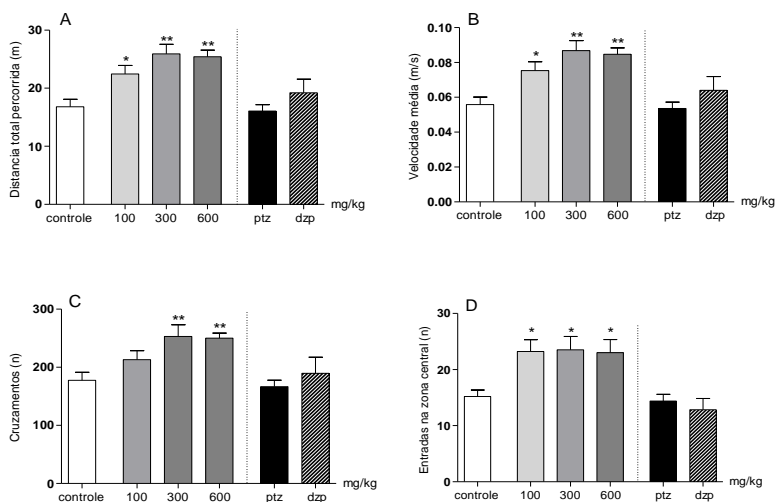 A
Distancia total percorrida (m)
30
20
10
0
*
**
**
controle
100
300
600
ptz
dzp
mg/kg
B
Velocidade média (m/s)
0.10
0.08
0.06
0.04
0.02
0.00
*
**
**
controle
100
300
600
ptz
dzp
mg/kg
C
Cruzamentos (n)
300
200
100
0
**
**
controle
100
300
600
ptz
dzp
mg/kg
D
Entradas na zona central (n)
30
20
10
0
*
*
*
controle
100
300
600
ptz
dzp
mg/kg